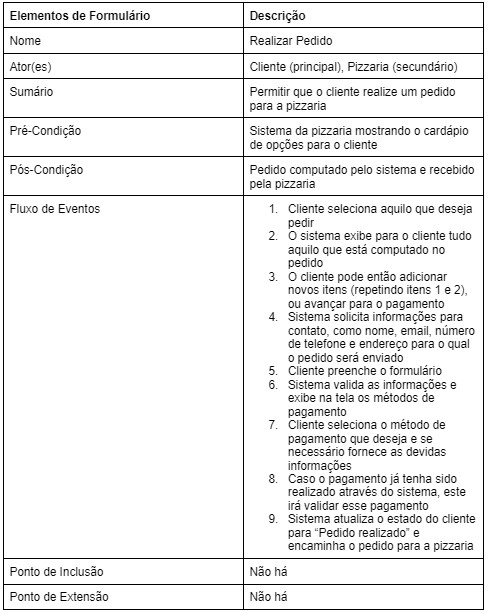 Elementos de Formulário
Descrição
Nome
Realizar Pedido
Ator(es)
Cliente (principal), Pizzaria (secundário)
Sumário
Permitir que o cliente realize um pedido
para a pizzaria
Pré-Condição
Sistema da pizzaria mostrando o cardápio
de opções para o cliente
Pós-Condição
Pedido computado pelo sistema e recebido
pela pizzaria
Fluxo de Eventos
1. Cliente seleciona aquilo que deseja
pedir
2. O sistema exibe para o cliente tudo
aquilo que está computado no
pedido
3. O cliente pode então adicionar
novos itens (repetindo itens 1 e 2),
ou avançar para o pagamento
4. Sistema solicita informações para
contato, como nome, email, número
de telefone e endereço para o qual
o pedido será enviado
5. Cliente preenche o formulário
6. Sistema valida as informações e
exibe na tela os métodos de
pagamento
7. Cliente seleciona o método de
pagamento que deseja e se
necessário fornece as devidas
informações
8. Caso o pagamento já tenha sido
realizado através do sistema, este
irá validar esse pagamento
9. Sistema atualiza o estado do cliente
para “Pedido realizado” e
encaminha o pedido para a pizzaria
Ponto de Inclusão
Não há
Ponto de Extensão
Não há